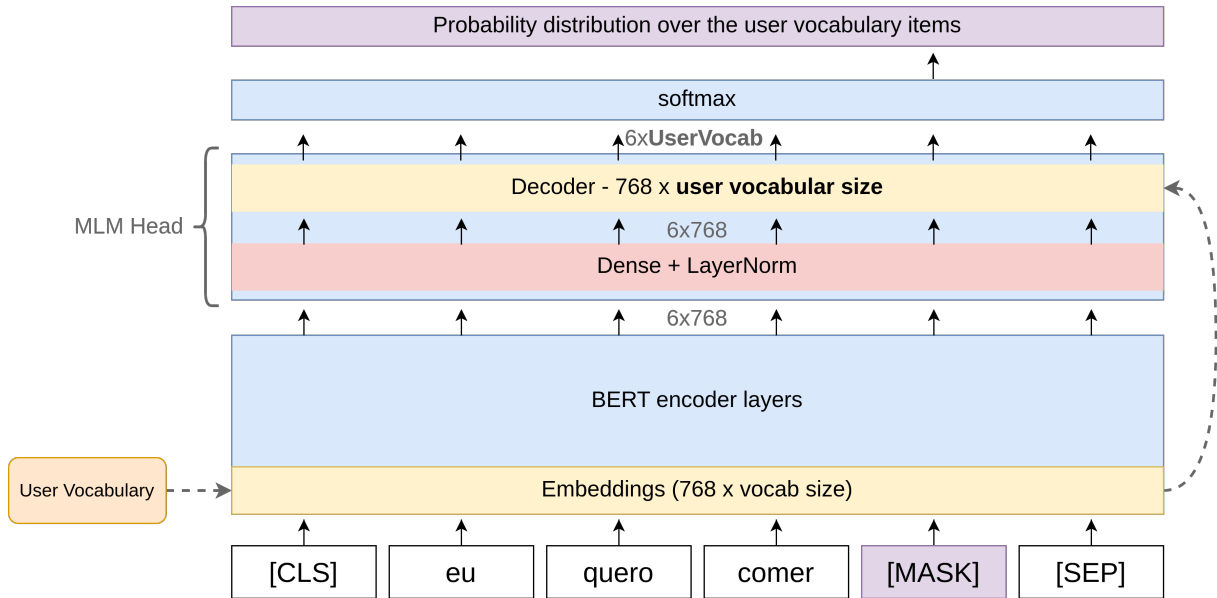 Probability distribution over the user vocabulary items
softmax
6xUserVocab
Decoder - 768 x user vocabular size
MLM Head
6x768
Dense + LayerNorm
6x768
BERT encoder layers
User Vocabulary
Embeddings (768 x vocab size)
[CLS]
eu
quero
comer
[MASK]
[SEP]